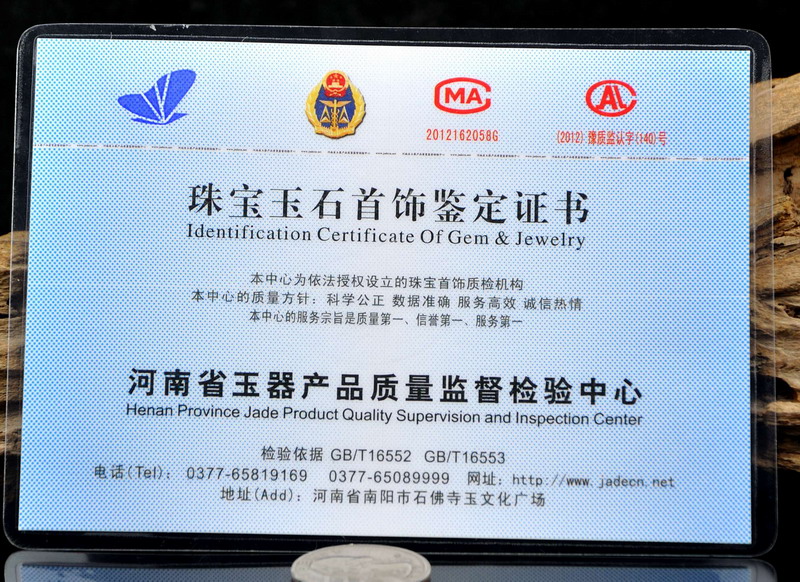 MA
AL
2012162058G
(2012)豫质监认字(140)号
珠宝玉石首饰鉴定证书
Identification Certificate Of Gem & Jewelry
本中心为依法授权设立的珠宝首饰质检机构
本中心的质量方针：科学公正 数据准确 服务高效 诚信热情
本中心的服务宗旨是质量第一、信誉第一、服务第一
河南省玉器产品质量监督检验中心
Henan Province Jade Product Quality Supervision and Inspection Center
检验依据 GB/T16552 GB/T16553
电话(Tel)： 0377-65819169 0377-65089999 网址：http://www.jadecn.net
地址(Add)：河南省南阳市石佛寺玉文化广场